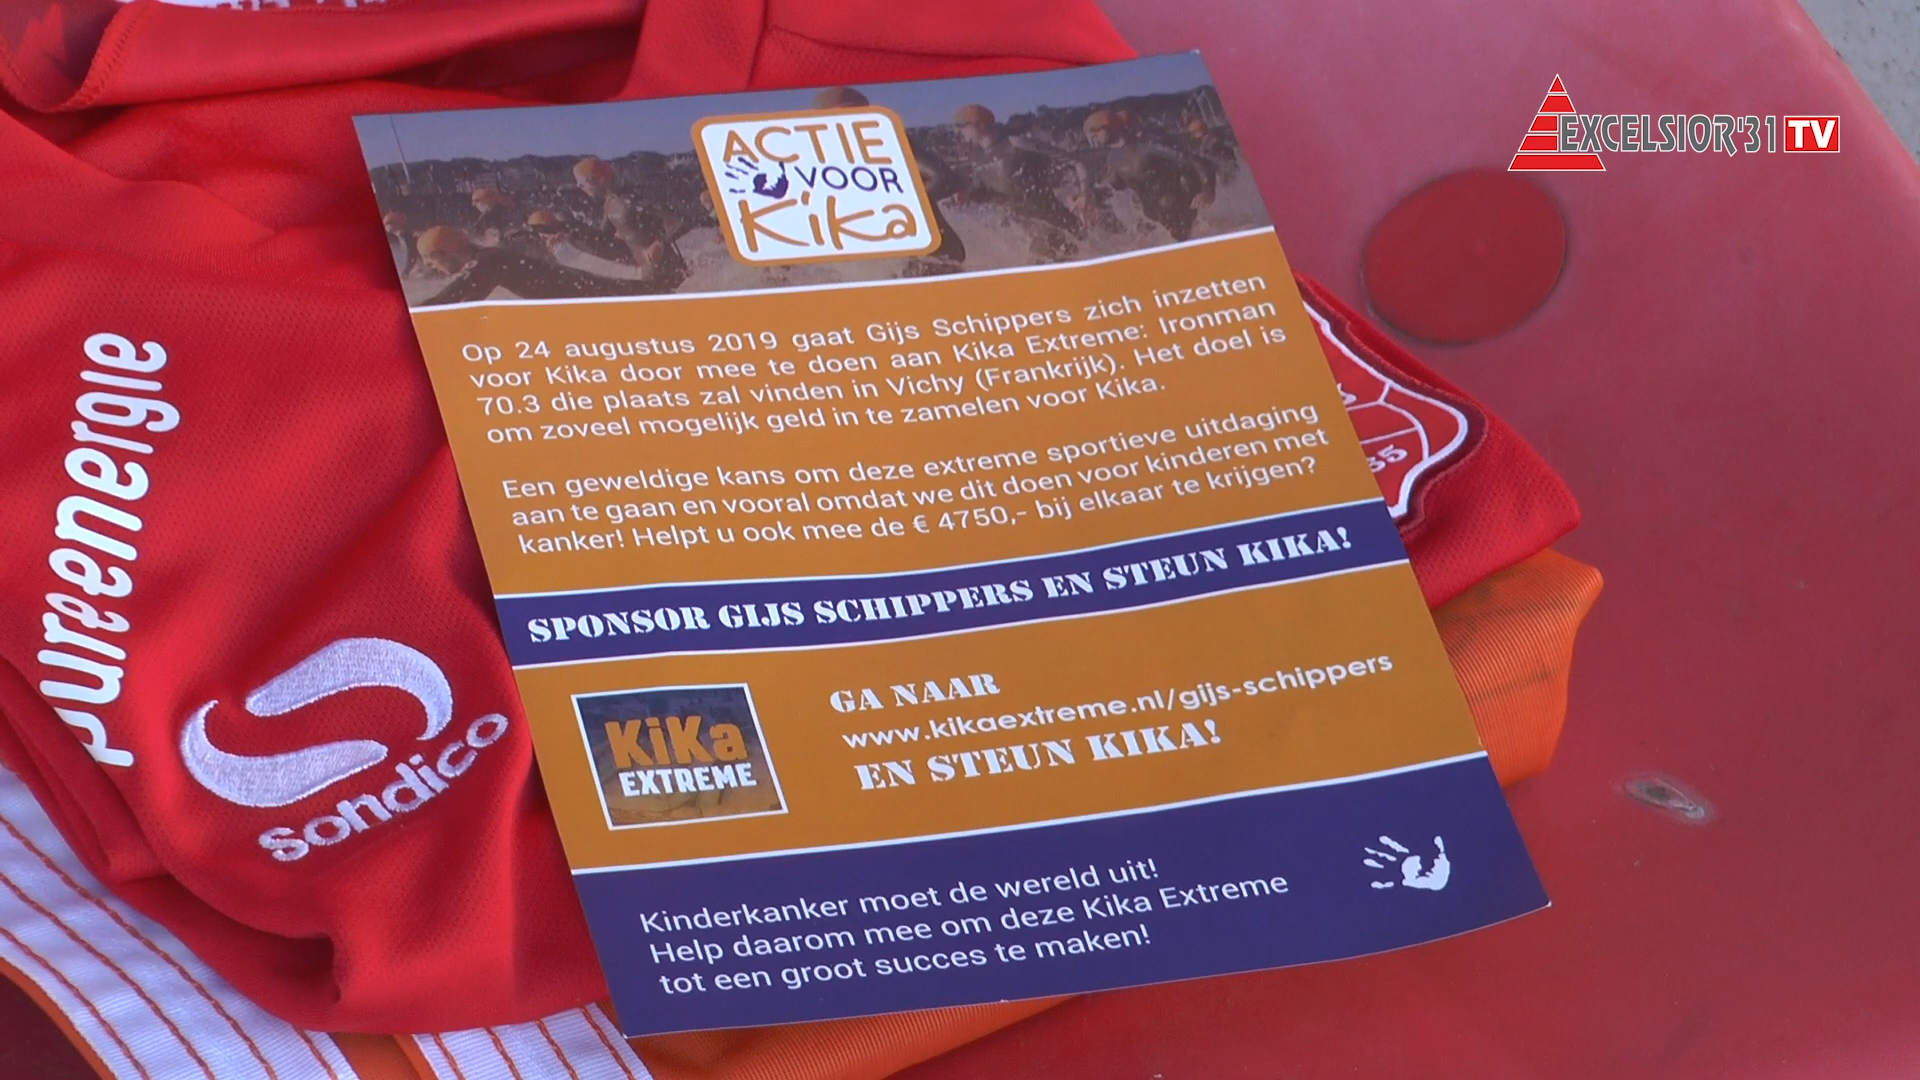 EXCELSIOR'31 TV
ACTIE
VOOR
KiKa
Op 24 augustus 2019 gaat Gijs Schippers zich inzetten
voor Kika door mee te doen aan Kika Extreme: Ironman
70.3 die plaats zal vinden in Vichy (Frankrijk). Het doel is
om zoveel mogelijk geld in te zamelen voor Kika.
Een geweldige kans om deze extreme sportieve uitdaging
aan te gaan en vooral omdat we dit doen voor kinderen met
kanker! Helpt u ook mee de € 4750,- bij elkaar te krijgen?
SPONSOR GIJS SCHIPPERS EN STEUN KIKA!
KiKa
EXTREME
GA NAAR
www.kikaextreme.nl/gijs-schippers
EN STEUN KIKA!
Kinderkanker moet de wereld uit!
Help daarom mee om deze Kika Extreme
tot een groot succes te maken!
pure energie
sondico
35